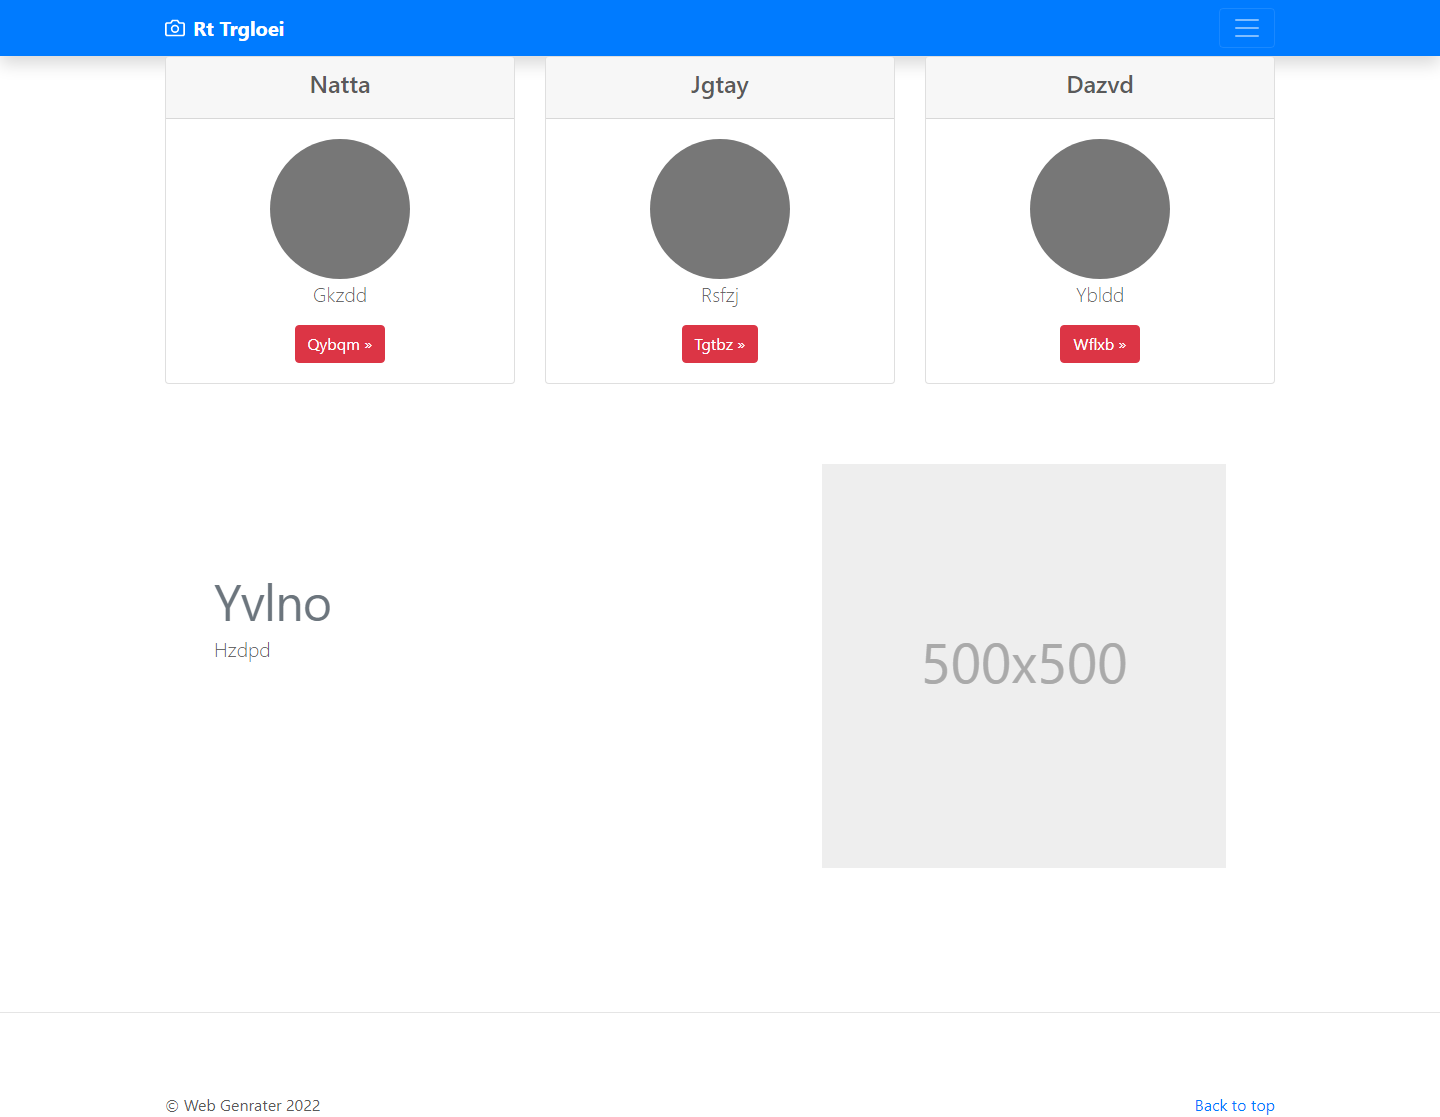 Rt Trgloei
Natta
Jgtay
Dazvd
Gkzdd
Rsfzj
Ybldd
Qybqm »
Tgtbz »
Wflxb »
Yvlno
Hzdpd
500x500
© Web Genrater 2022
Back to top